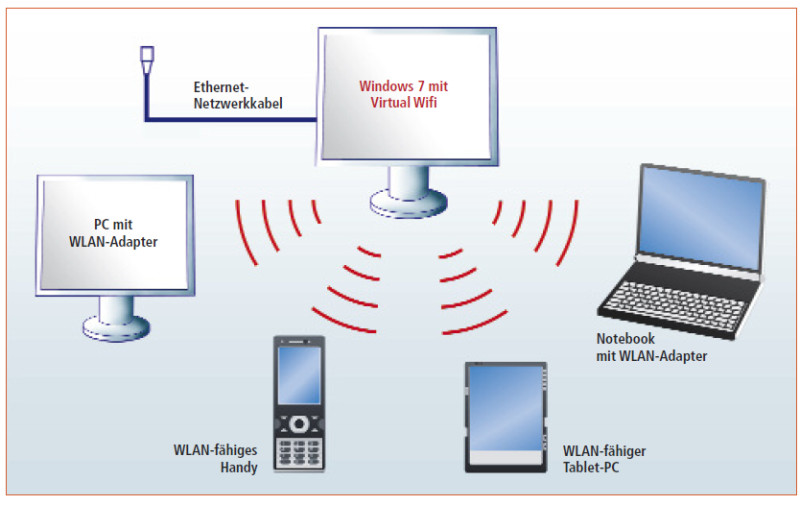 Ethernet-
Netzwerkkabel
Windows 7 mit
Virtual Wifi
PC mit
WLAN-Adapter
Notebook
mit WLAN-Adapter
WLAN-fähiges
Handy
WLAN-fähiger
Tablet-PC